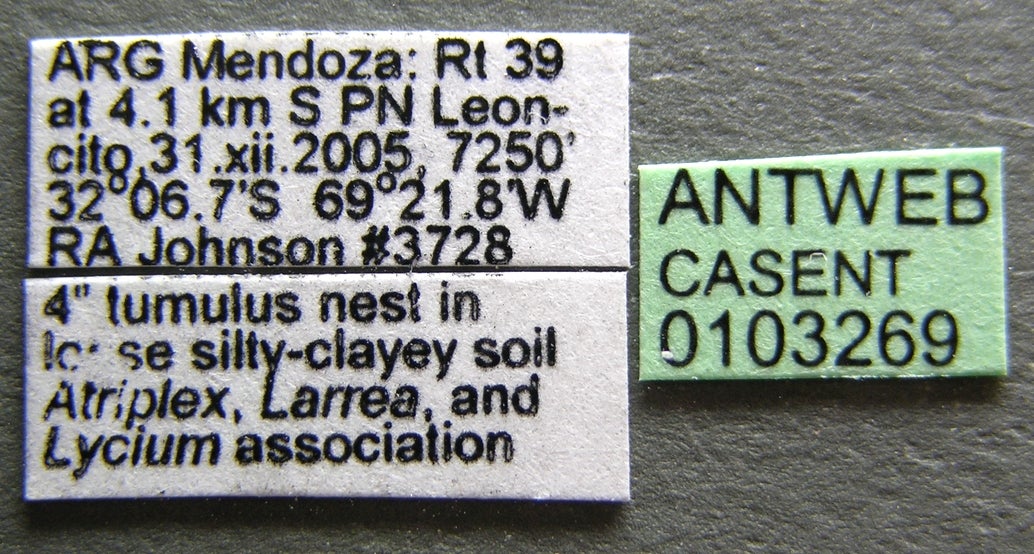 ARG Mendoza: Rt 39
at 4.1 km S PN Leon-
cito,31.xii.2005, 7250'
32°06.7'S 69°21.8'W
RA Johnson #3728
4" tumulus nest in
silty-clayey soil
Atriplex, Larrea, and
Lycium association
ANTWEB
CASENT
0103269